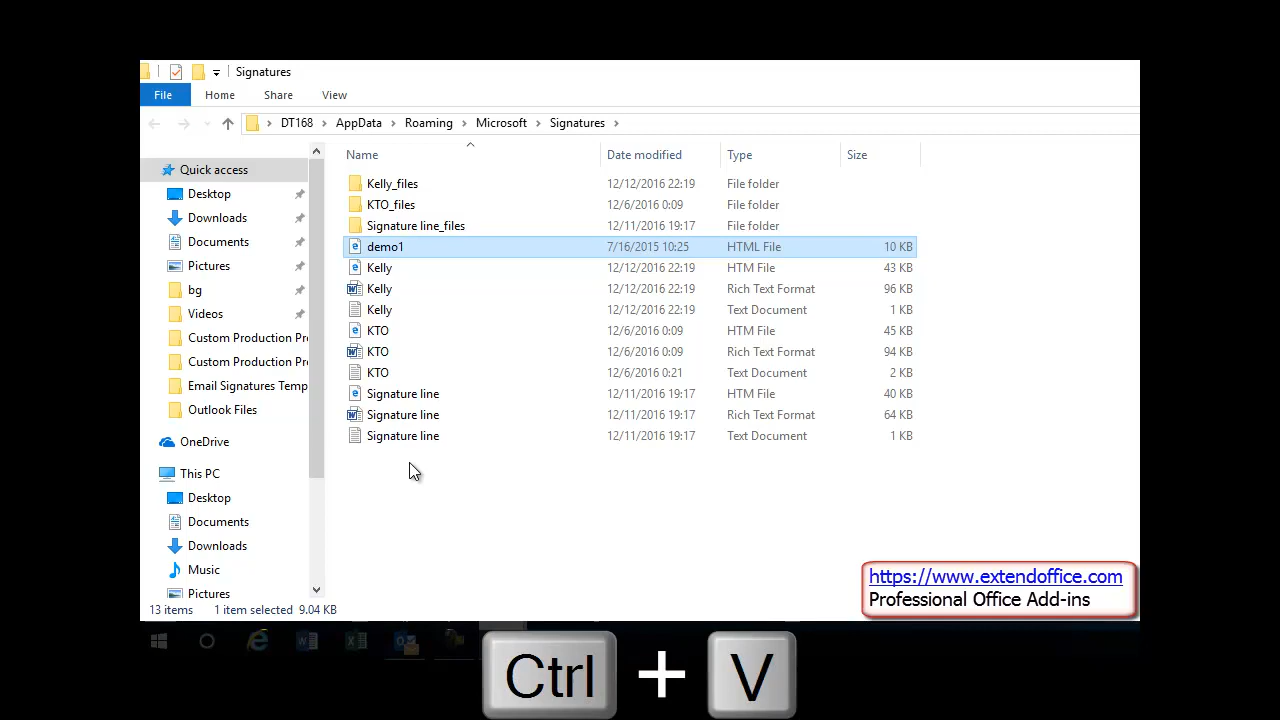 Signatures
File Home Share View
DT168 AppData Roaming Microsoft Signatures
Name Date modified Type Size
Quick access
Desktop
Downloads
Documents
Pictures
bg
Videos
Custom Production Pr
Custom Production Pr
Email Signatures Temp
Outlook Files
OneDrive
This PC
Desktop
Documents
Downloads
Music
Pictures
Kelly_files 12/12/2016 22:19 File folder
KTO_files 12/6/2016 0:09 File folder
Signature line_files 12/11/2016 19:17 File folder
demo1 7/16/2015 10:25 HTML File 10 KB
Kelly 12/12/2016 22:19 HTM File 43 KB
Kelly 12/12/2016 22:19 Rich Text Format 96 KB
Kelly 12/12/2016 22:19 Text Document 1 KB
KTO 12/6/2016 0:09 HTM File 45 KB
KTO 12/6/2016 0:09 Rich Text Format 94 KB
KTO 12/6/2016 0:21 Text Document 2 KB
Signature line 12/11/2016 19:17 HTM File 40 KB
Signature line 12/11/2016 19:17 Rich Text Format 64 KB
Signature line 12/11/2016 19:17 Text Document 1 KB
https://www.extendoffice.com
Professional Office Add-ins
13 items 1 item selected 9.04 KB
Ctrl + V